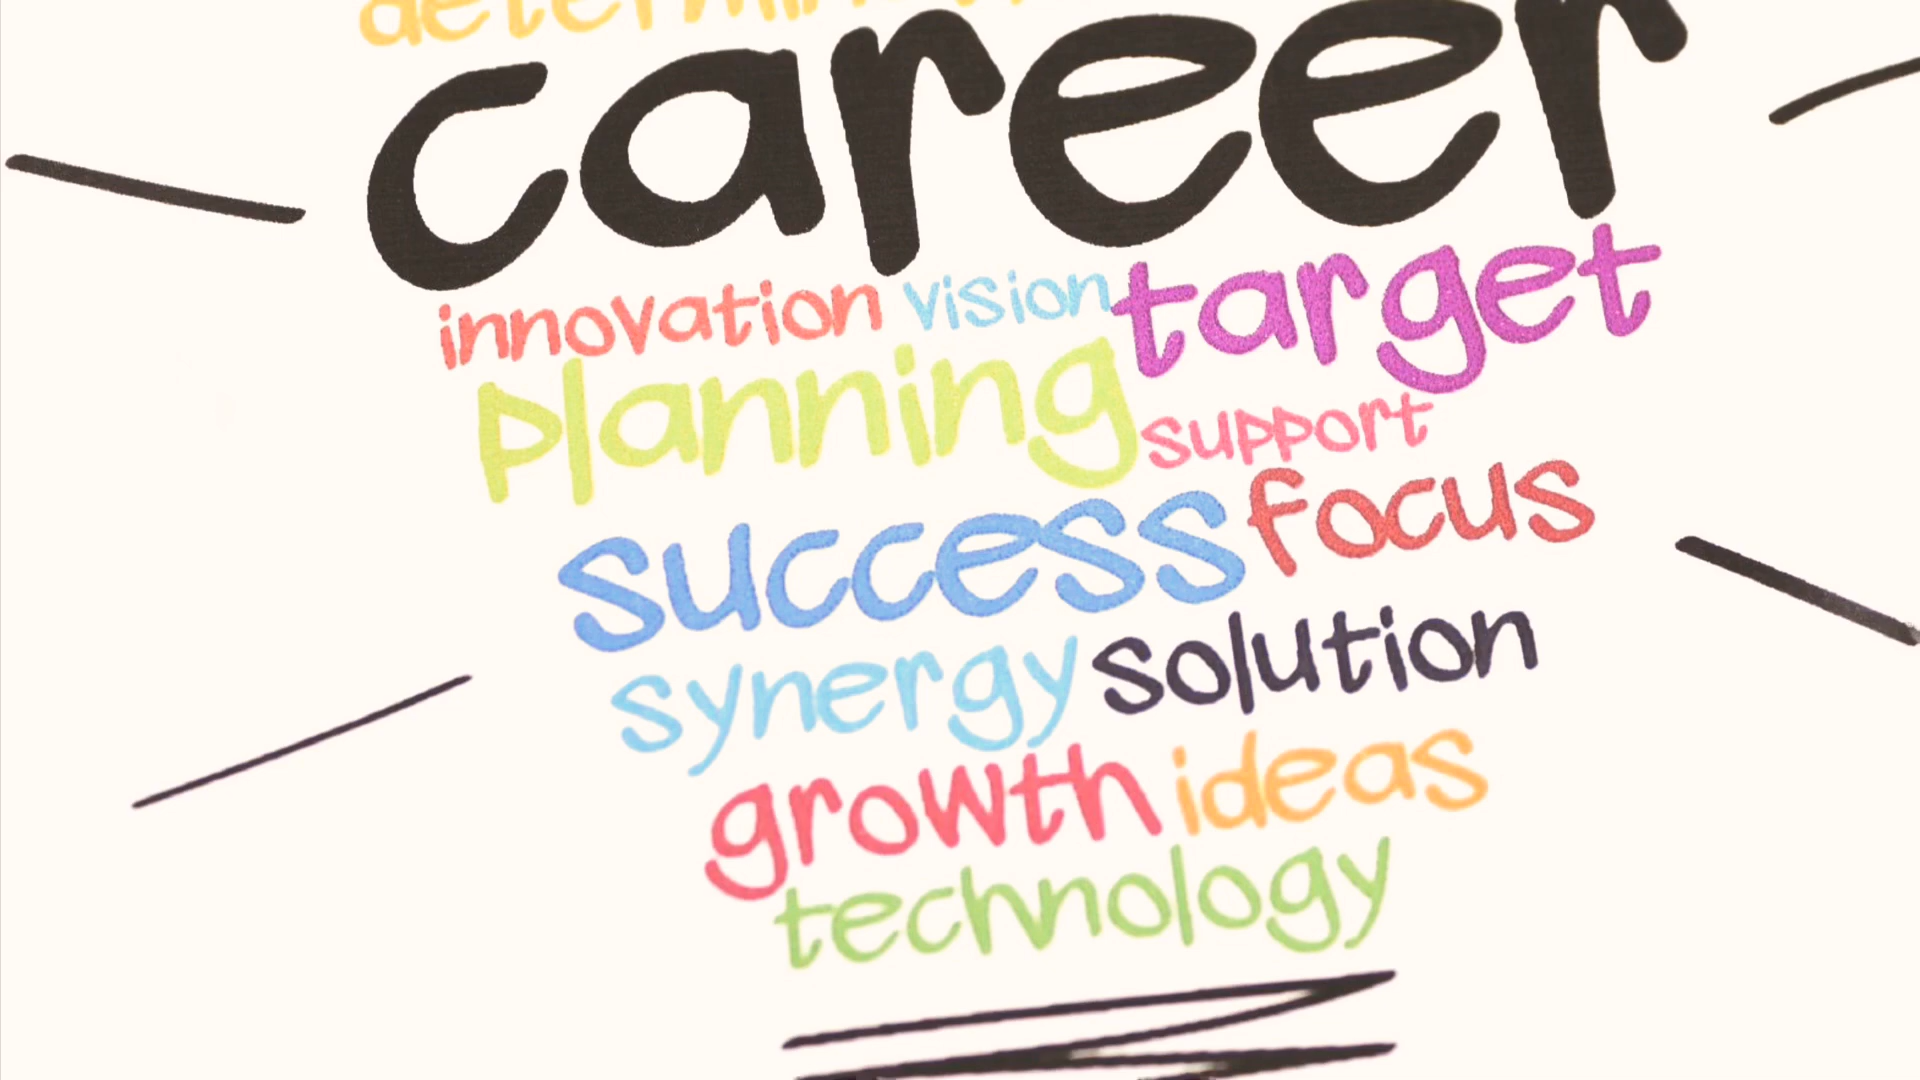 career
innovation vision target
planning support
success focus
synergy solution
growth ideas
technology